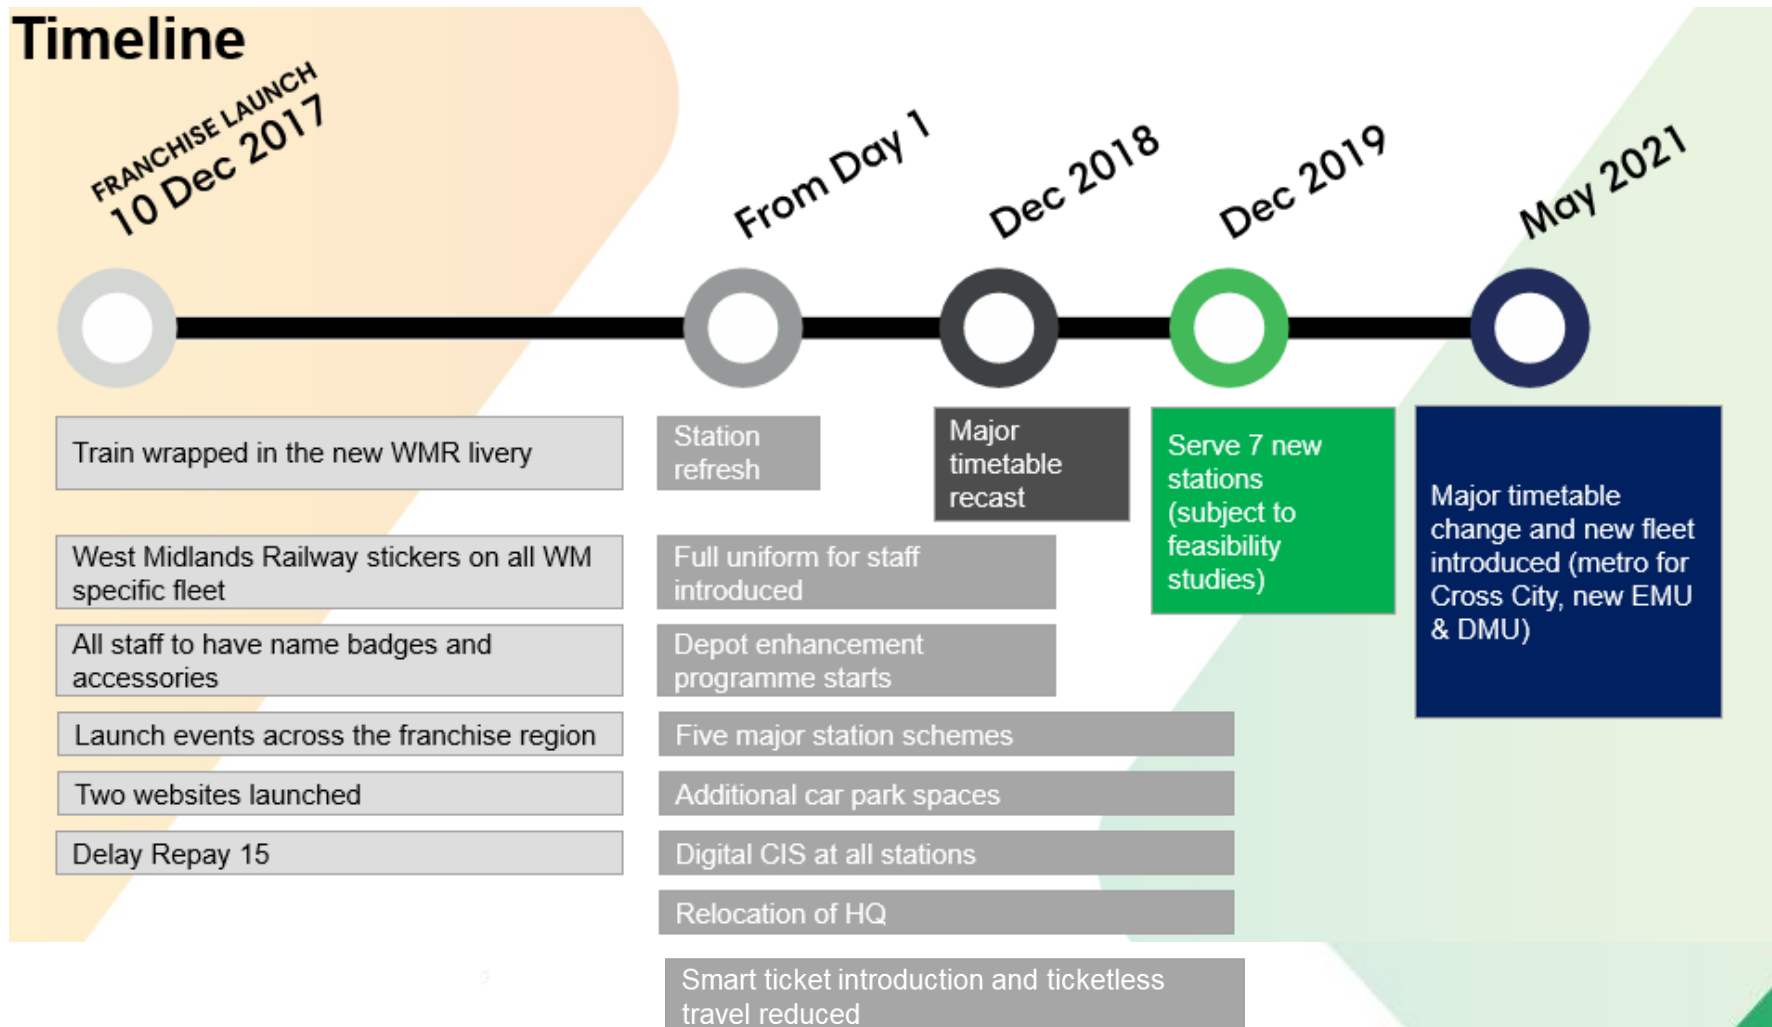 Timeline
FRANCHISE LAUNCH
10 Dec 2017
From Day 1
Dec 2018
Dec 2019
May 2021
Train wrapped in the new WMR livery
West Midlands Railway stickers on all WM
specific fleet
All staff to have name badges and
accessories
Launch events across the franchise region
Two websites launched
Delay Repay 15
Station
refresh
Full uniform for staff
introduced
Depot enhancement
programme starts
Five major station schemes
Additional car park spaces
Digital CIS at all stations
Relocation of HQ
Smart ticket introduction and ticketless
travel reduced
Major
timetable
recast
Serve 7 new
stations
(subject to
feasibility
studies)
Major timetable
change and new fleet
introduced (metro for
Cross City, new EMU
& DMU)